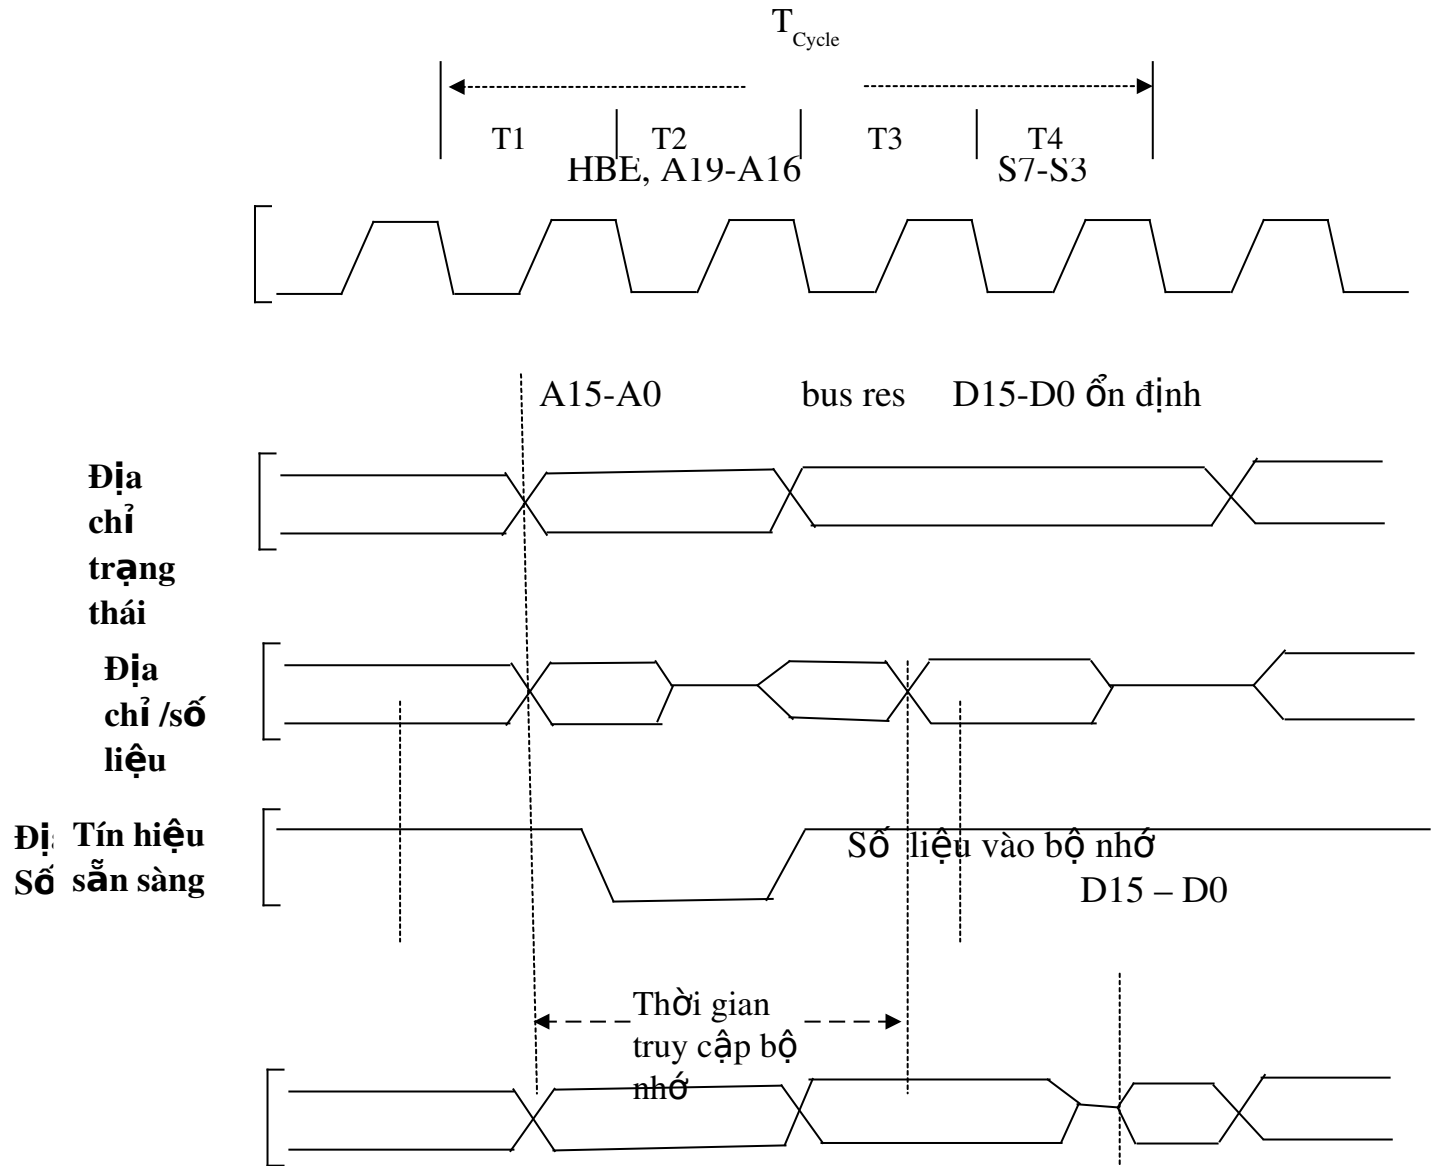 T Cycle
T1 T2 T3 T4
HBE, A19-A16 S7-S3
A15-A0 bus res D15-D0 ổn định
Địa
chỉ
trạng
thái
Địa
chỉ /số
liệu
Tín hiệu
Số sẵn sàng
Số liệu vào bộ nhớ
D15 – D0
Thời gian
truy cập bộ
nhớ